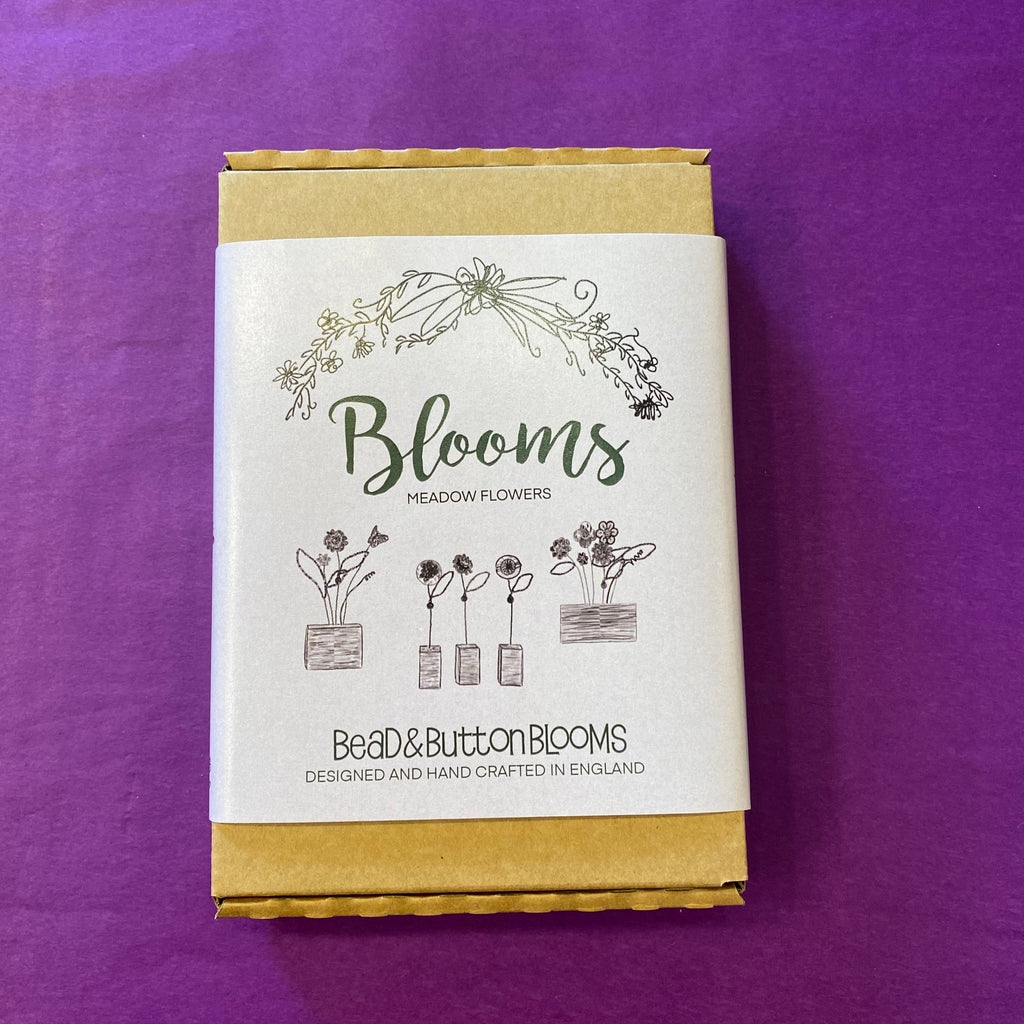 Blooms
MEADOW FLOWERS
BeaD&ButtonBLOOMS
DESIGNED AND HAND CRAFTED IN ENGLAND